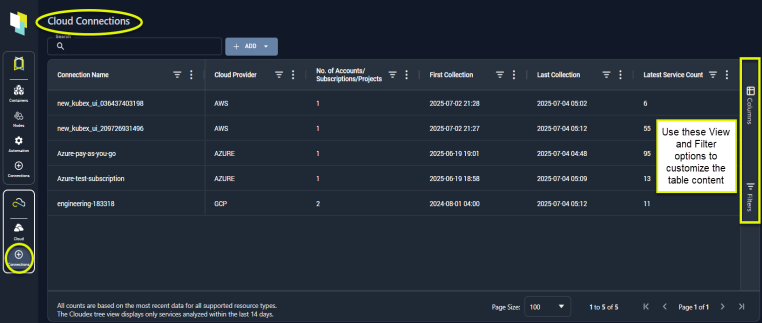 Cloud Connections
Search
ADD
Connection Name
Cloud Provider
No. of Accounts/
Subscriptions/Projects
First Collection
Last Collection
Latest Service Count
new_kubex_ui_036437403198 AWS 1 2025-07-02 21:28 2025-07-04 05:02 6
new_kubex_ui_209726931496 AWS 1 2025-07-02 21:27 2025-07-04 05:12 55
Azure-pay-as-you-go AZURE 1 2025-06-19 19:01 2025-07-04 04:48 95
Azure-test-subscription AZURE 1 2025-06-19 18:58 2025-07-04 05:09 13
engineering-183318 GCP 2 2024-08-01 04:00 2025-07-04 05:12 11
Use these View
and Filter
options to
customize the
table content
Columns
Filters
Containers
Nodes
Automation
Connections
Cloud
Connections
All counts are based on the most recent data for all supported resource types.
The Cloudex tree view displays only services analyzed within the last 14 days.
Page Size: 100
1 to 5 of 5
Page 1 of 1